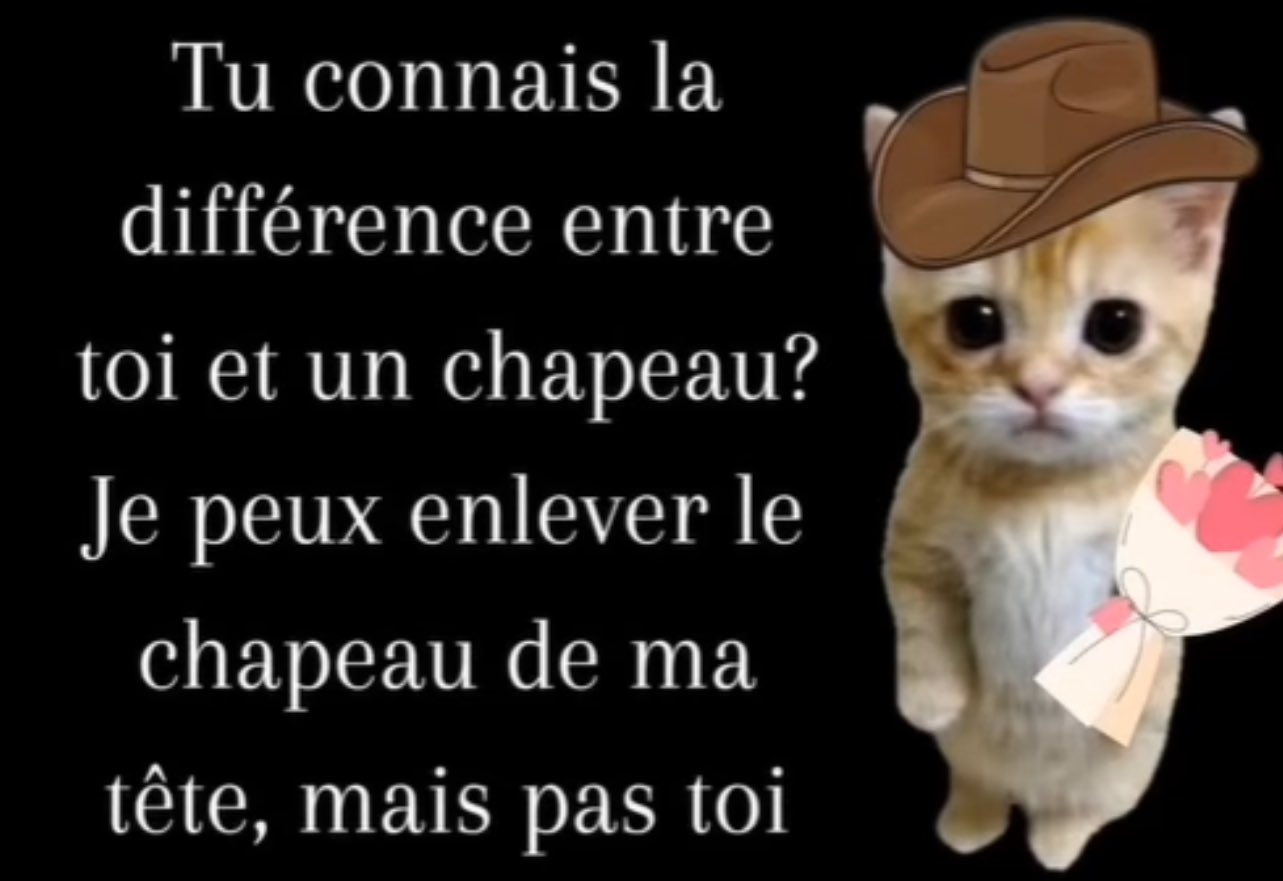 Tu connais la
différence entre
toi et un chapeau?
Je peux enlever le
chapeau de ma
tête, mais pas toi